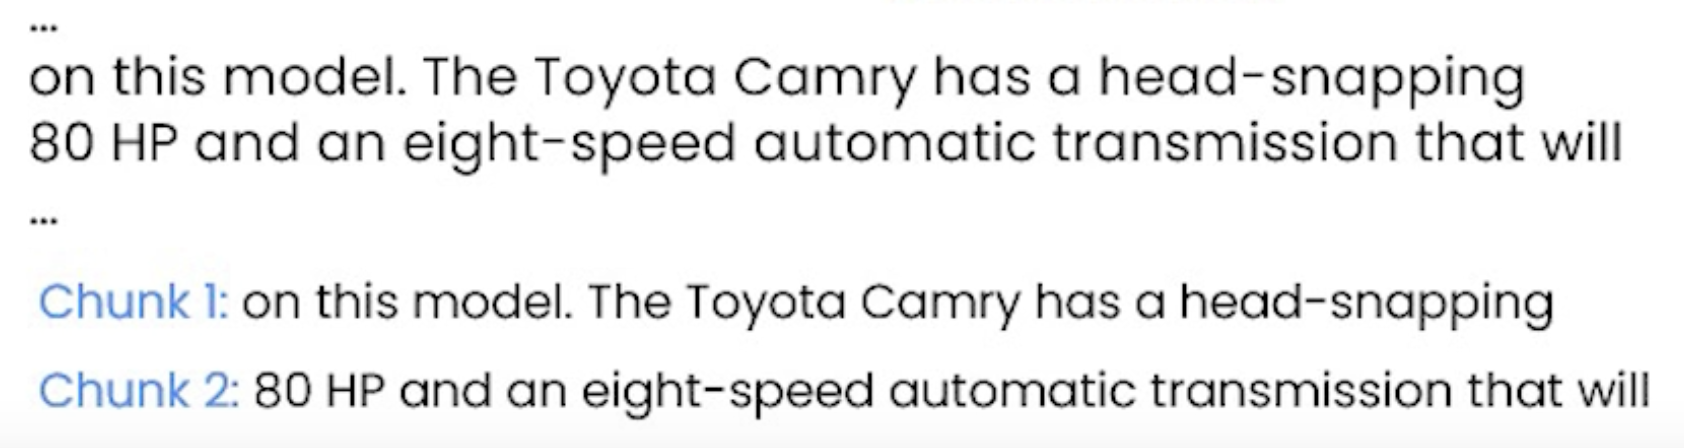 ...
on this model. The Toyota Camry has a head-snapping
80 HP and an eight-speed automatic transmission that will
...
Chunk 1: on this model. The Toyota Camry has a head-snapping
Chunk 2: 80 HP and an eight-speed automatic transmission that will